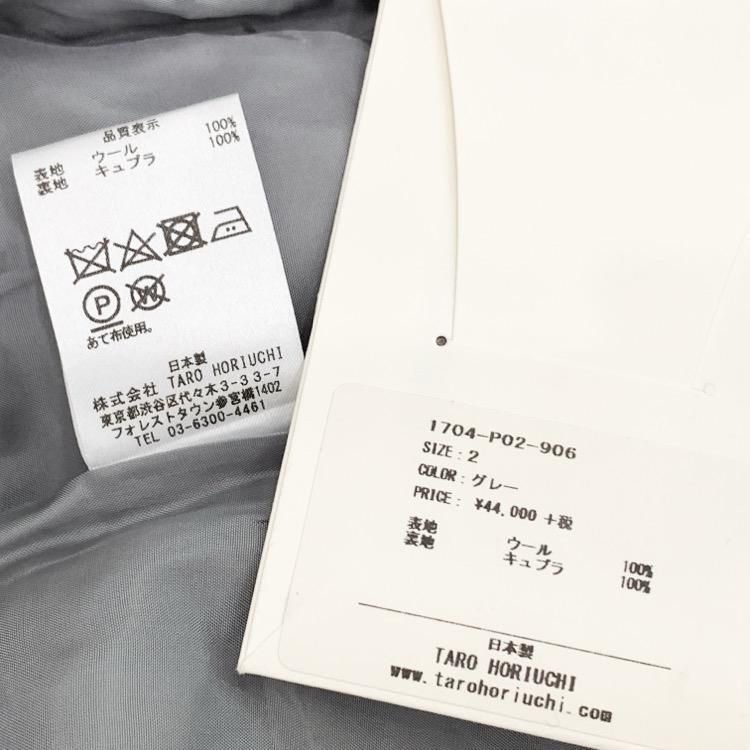 品質表示
表地 ウール 100%
裏地 キュプラ 100%
P W
あて布使用。
日本製
株式会社 TARO HORIUCHI
東京都渋谷区代々木3-33-7
フォレストタウン参宮橋1402
TEL 03-6300-4461
1704-P02-906
SIZE:2
COLOR:グレー
PRICE: ¥44,000 +税
表地 ウール 100%
裏地 キュプラ 100%
日本製
TARO HORIUCHI
www.tarohoriuchi.com